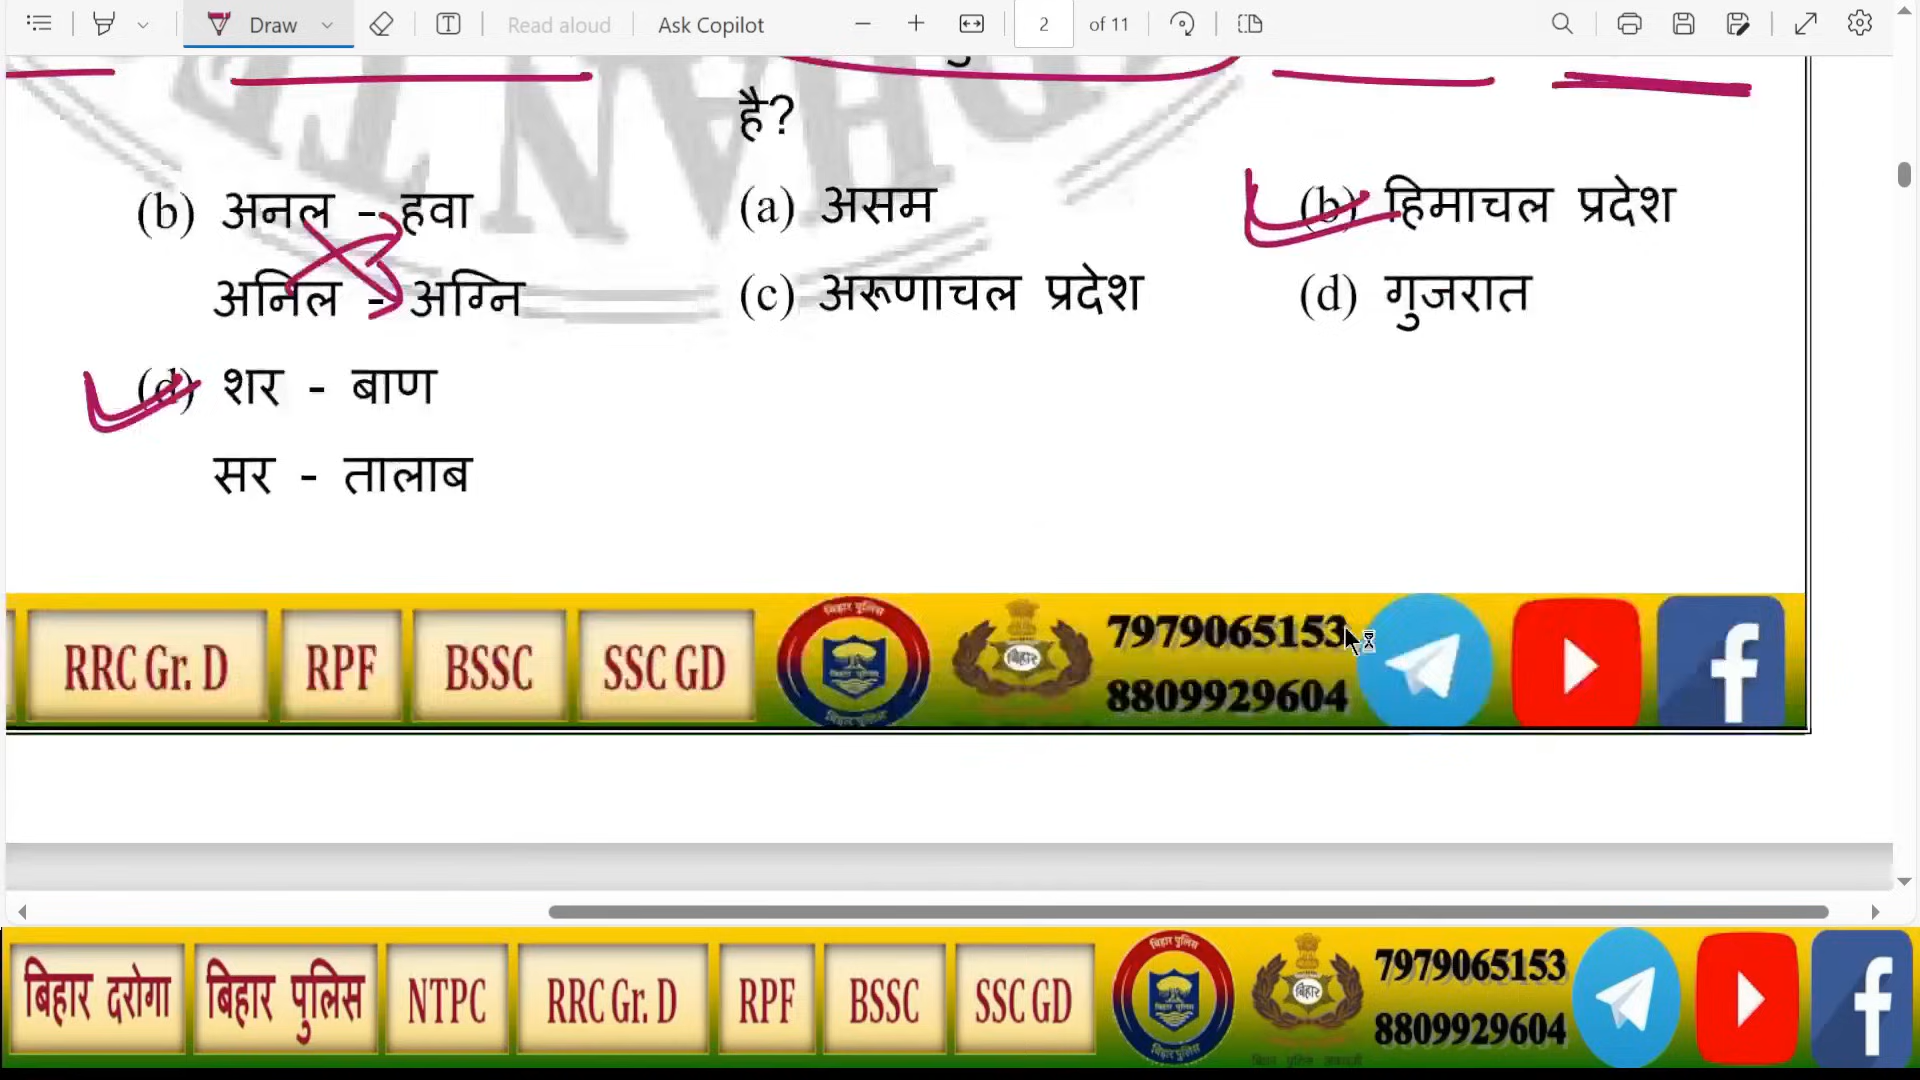 Draw
Read aloud
Ask Copilot
2
of 11
है?
(b) अनल - हवा
अनिल - अग्नि
(d) शर - बाण
सर - तालाब
(a) असम
(b) हिमाचल प्रदेश
(c) अरूणाचल प्रदेश
(d) गुजरात
RRC Gr. D
RPF
BSSC
SSC GD
बिहार पुलिस
बिहार
7979065153
8809929604
बिहार दरोगा
बिहार पुलिस
NTPC
RRC Gr. D
RPF
BSSC
SSC GD
बिहार पुलिस
बिहार
7979065153
8809929604